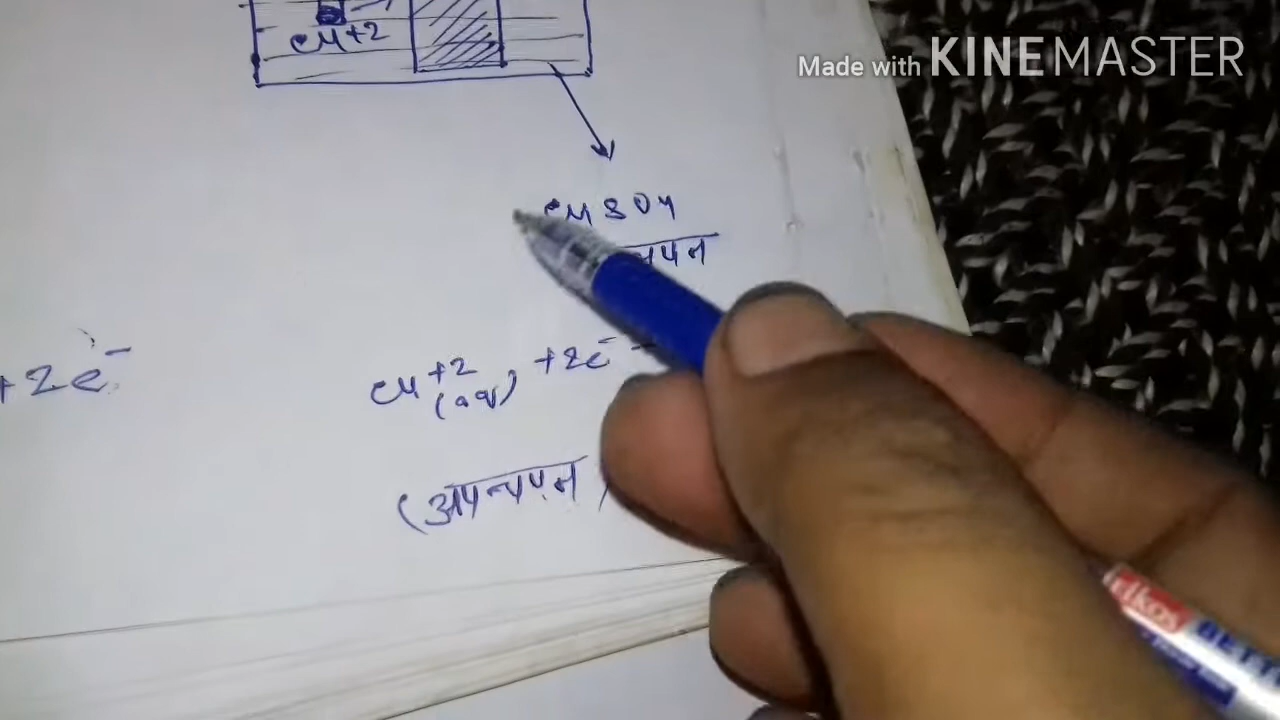 Made with KINEMASTER
cu+2
cuSO4
+2e⁻
cu+2(aq) +2e⁻
(अपचयन)